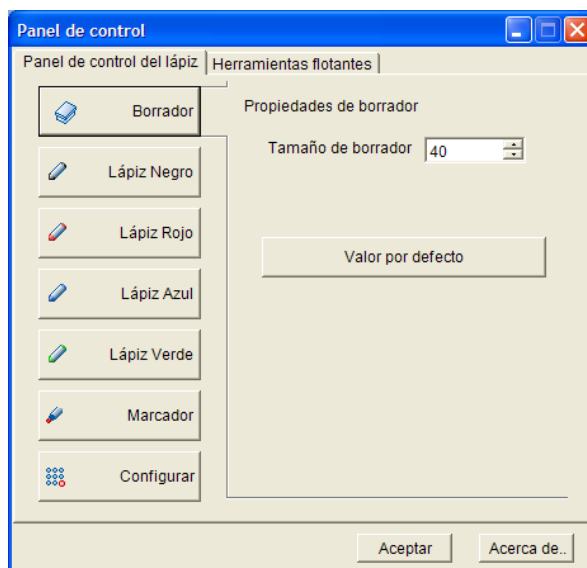 Panel de control
Panel de control del lápiz
Herramientas flotantes
Borrador
Propiedades de borrador
Tamaño de borrador 40
Lápiz Negro
Lápiz Rojo
Valor por defecto
Lápiz Azul
Lápiz Verde
Marcador
Configurar
Aceptar
Acerca de..